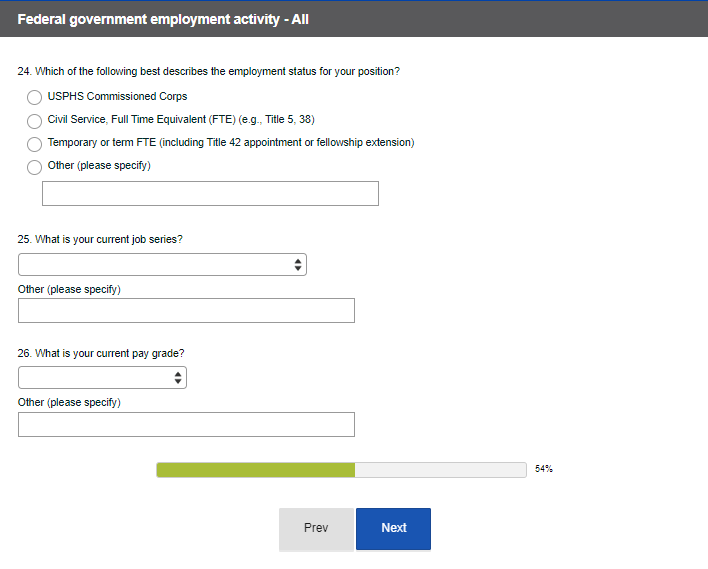 Federal government employment activity - All
24. Which of the following best describes the employment status for your position?
USPHS Commissioned Corps
Civil Service, Full Time Equivalent (FTE) (e.g., Title 5, 38)
Temporary or term FTE (including Title 42 appointment or fellowship extension)
Other (please specify)
25. What is your current job series?
Other (please specify)
26. What is your current pay grade?
Other (please specify)
54%
Prev
Next